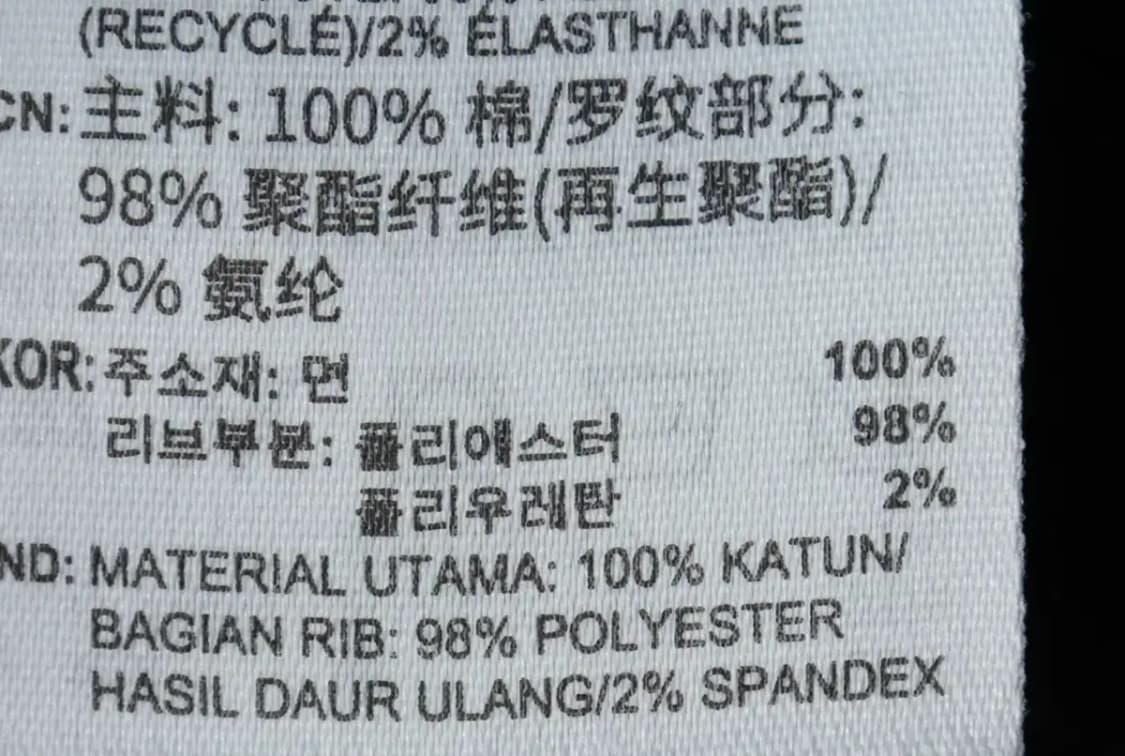 (RECYCLÉ)/2% ÉLASTHANNE
CN: 主料: 100% 棉/罗纹部分:
98% 聚酯纤维(再生聚酯)/
2% 氨纶
KOR: 주소재: 면 100%
리브부분: 폴리에스터 98%
폴리우레탄 2%
ND: MATERIAL UTAMA: 100% KATUN/
BAGIAN RIB: 98% POLYESTER
HASIL DAUR ULANG/2% SPANDEX